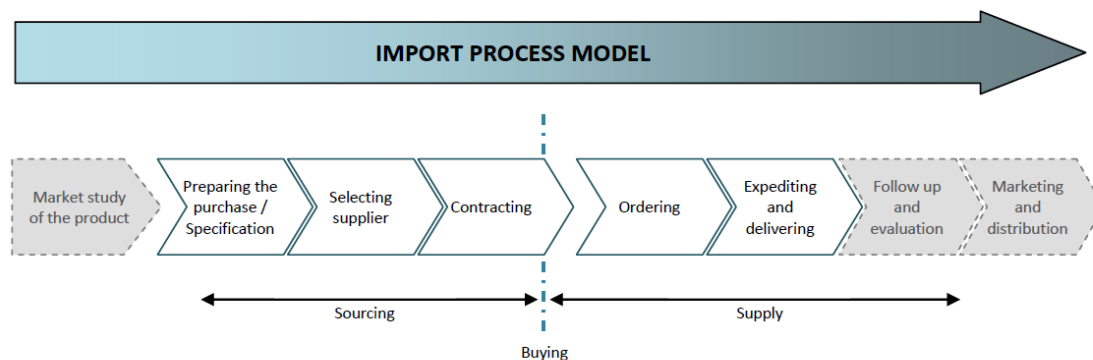 IMPORT PROCESS MODEL
Market study
of the product
Preparing the
purchase /
Specification
Selecting
supplier
Contracting
Ordering
Expediting
and
delivering
Follow up
and
evaluation
Marketing
and
distribution
Sourcing
Supply
Buying